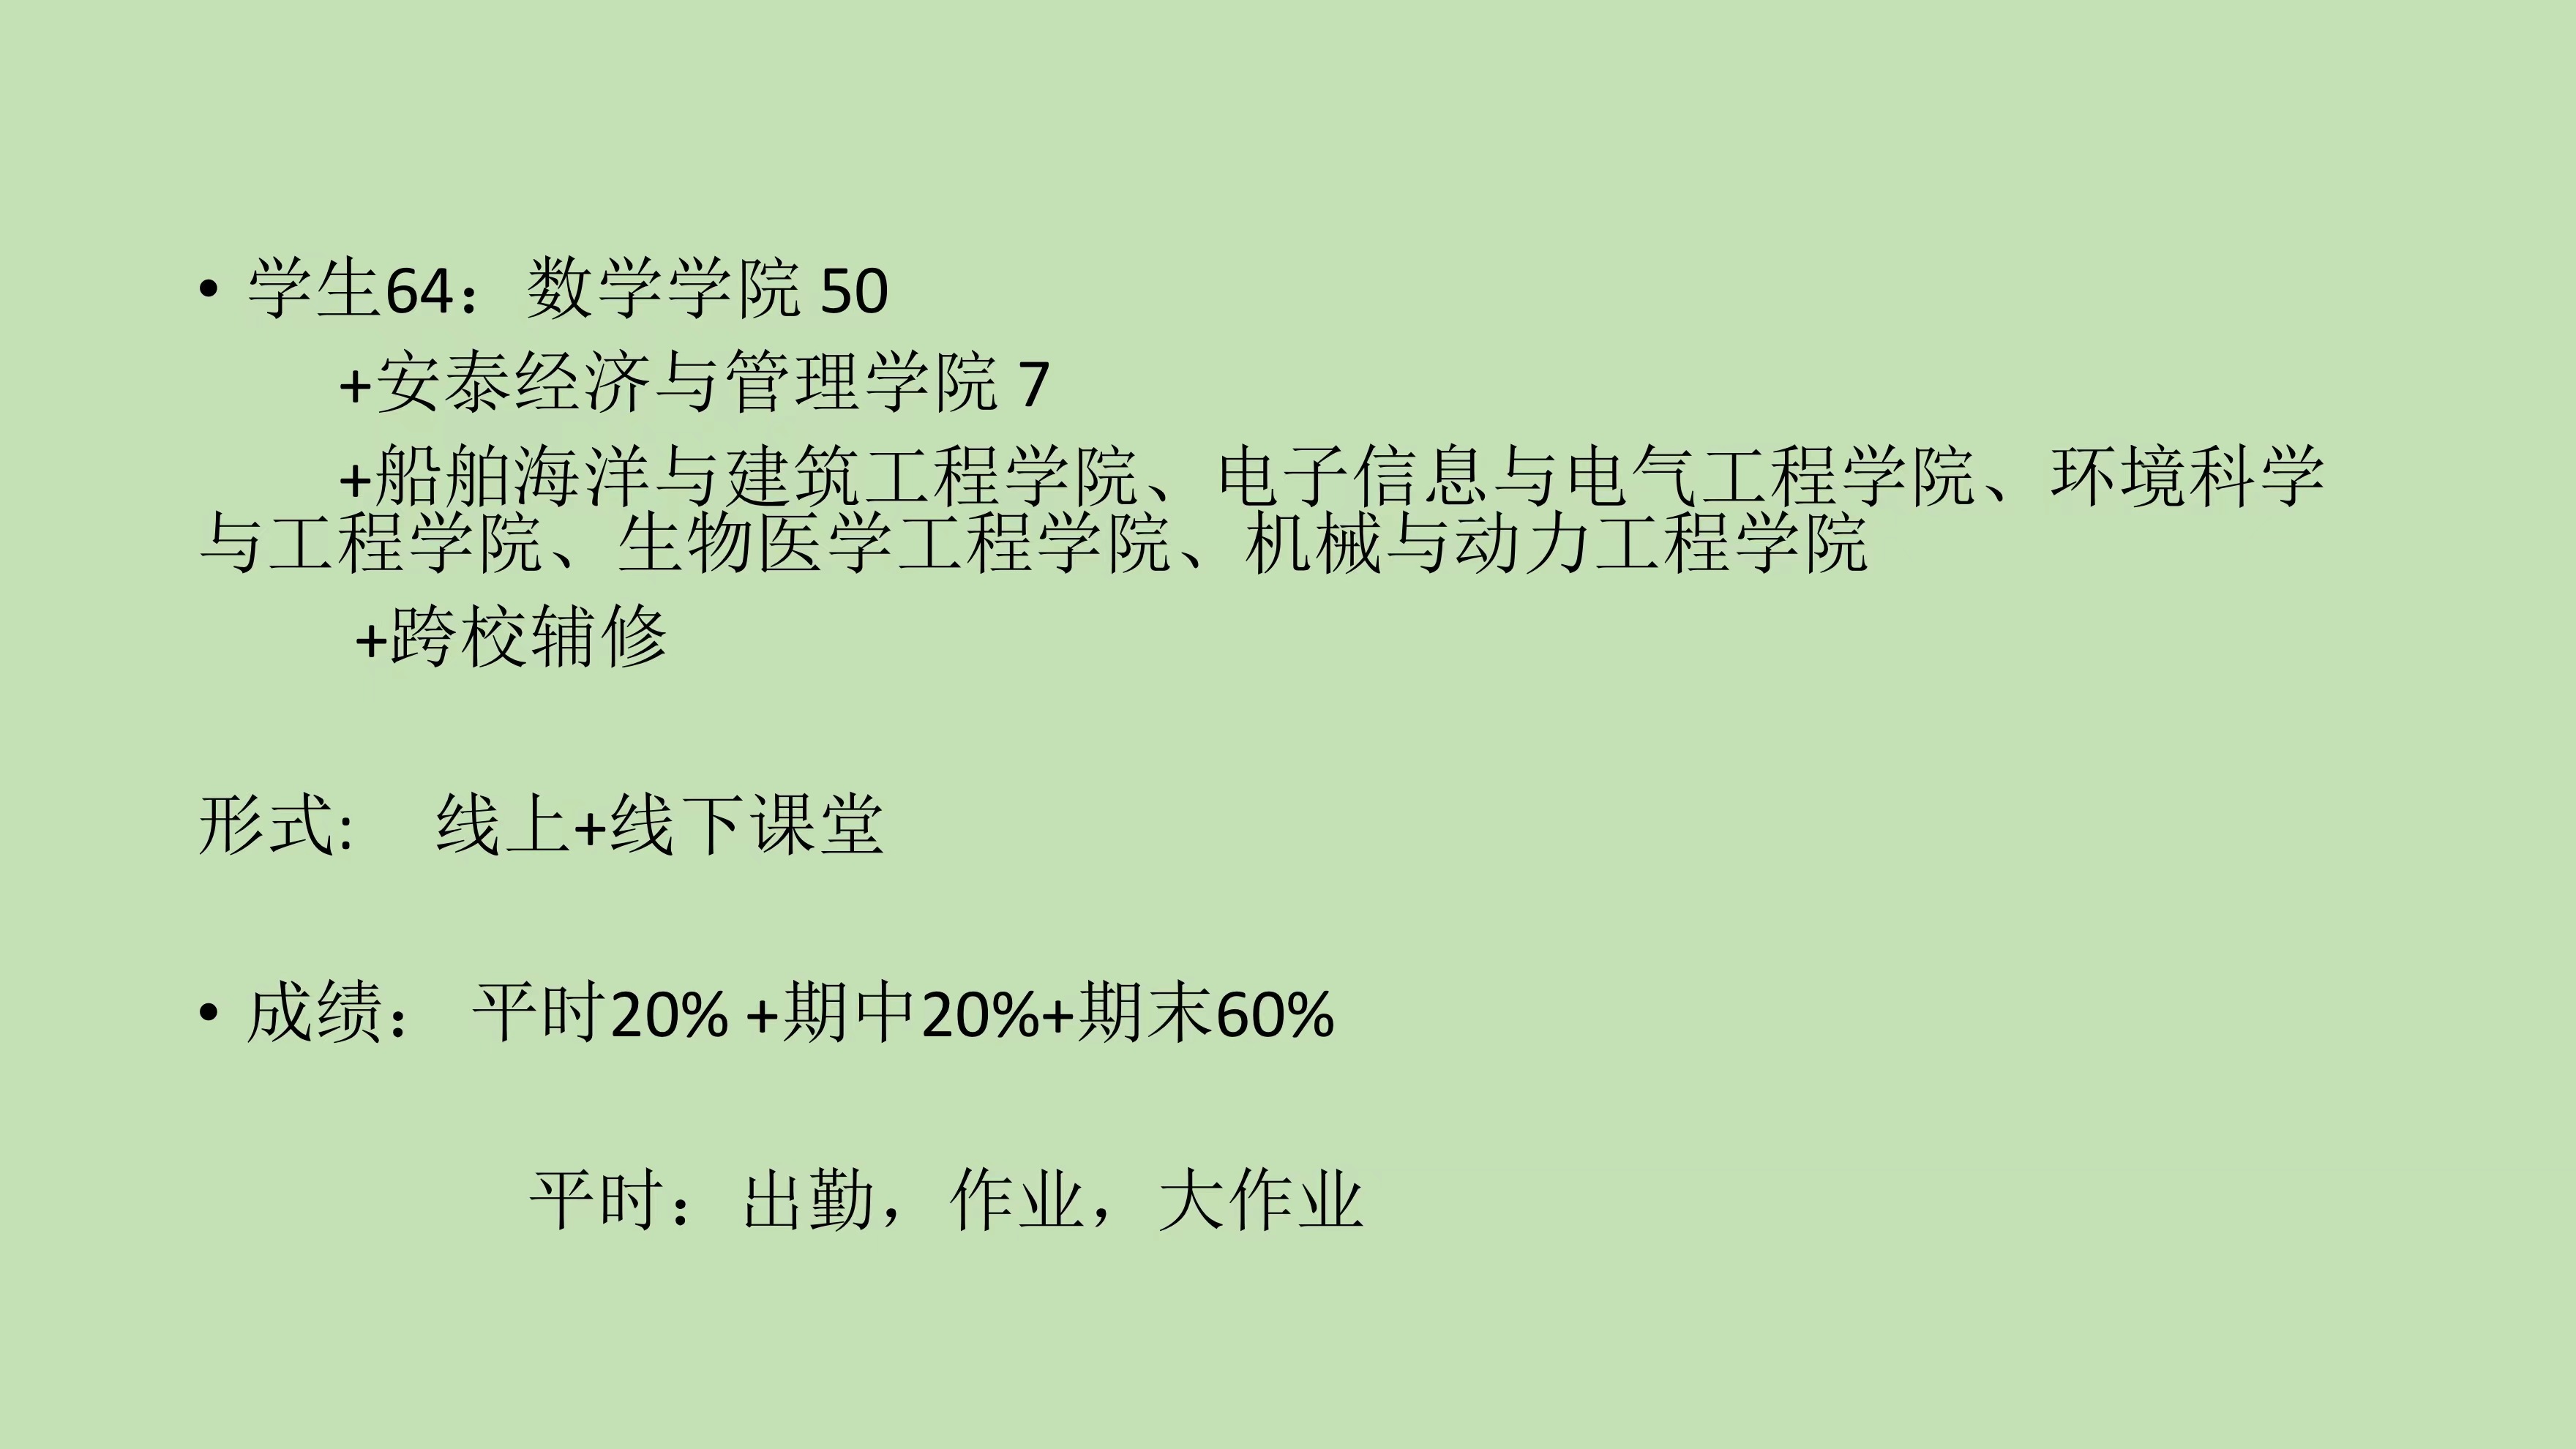 • 学生64：数学学院 50
+安泰经济与管理学院 7
+船舶海洋与建筑工程学院、电子信息与电气工程学院、环境科学
与工程学院、生物医学工程学院、机械与动力工程学院
+跨校辅修
形式: 线上+线下课堂
• 成绩： 平时20% +期中20%+期末60%
平时：出勤，作业，大作业